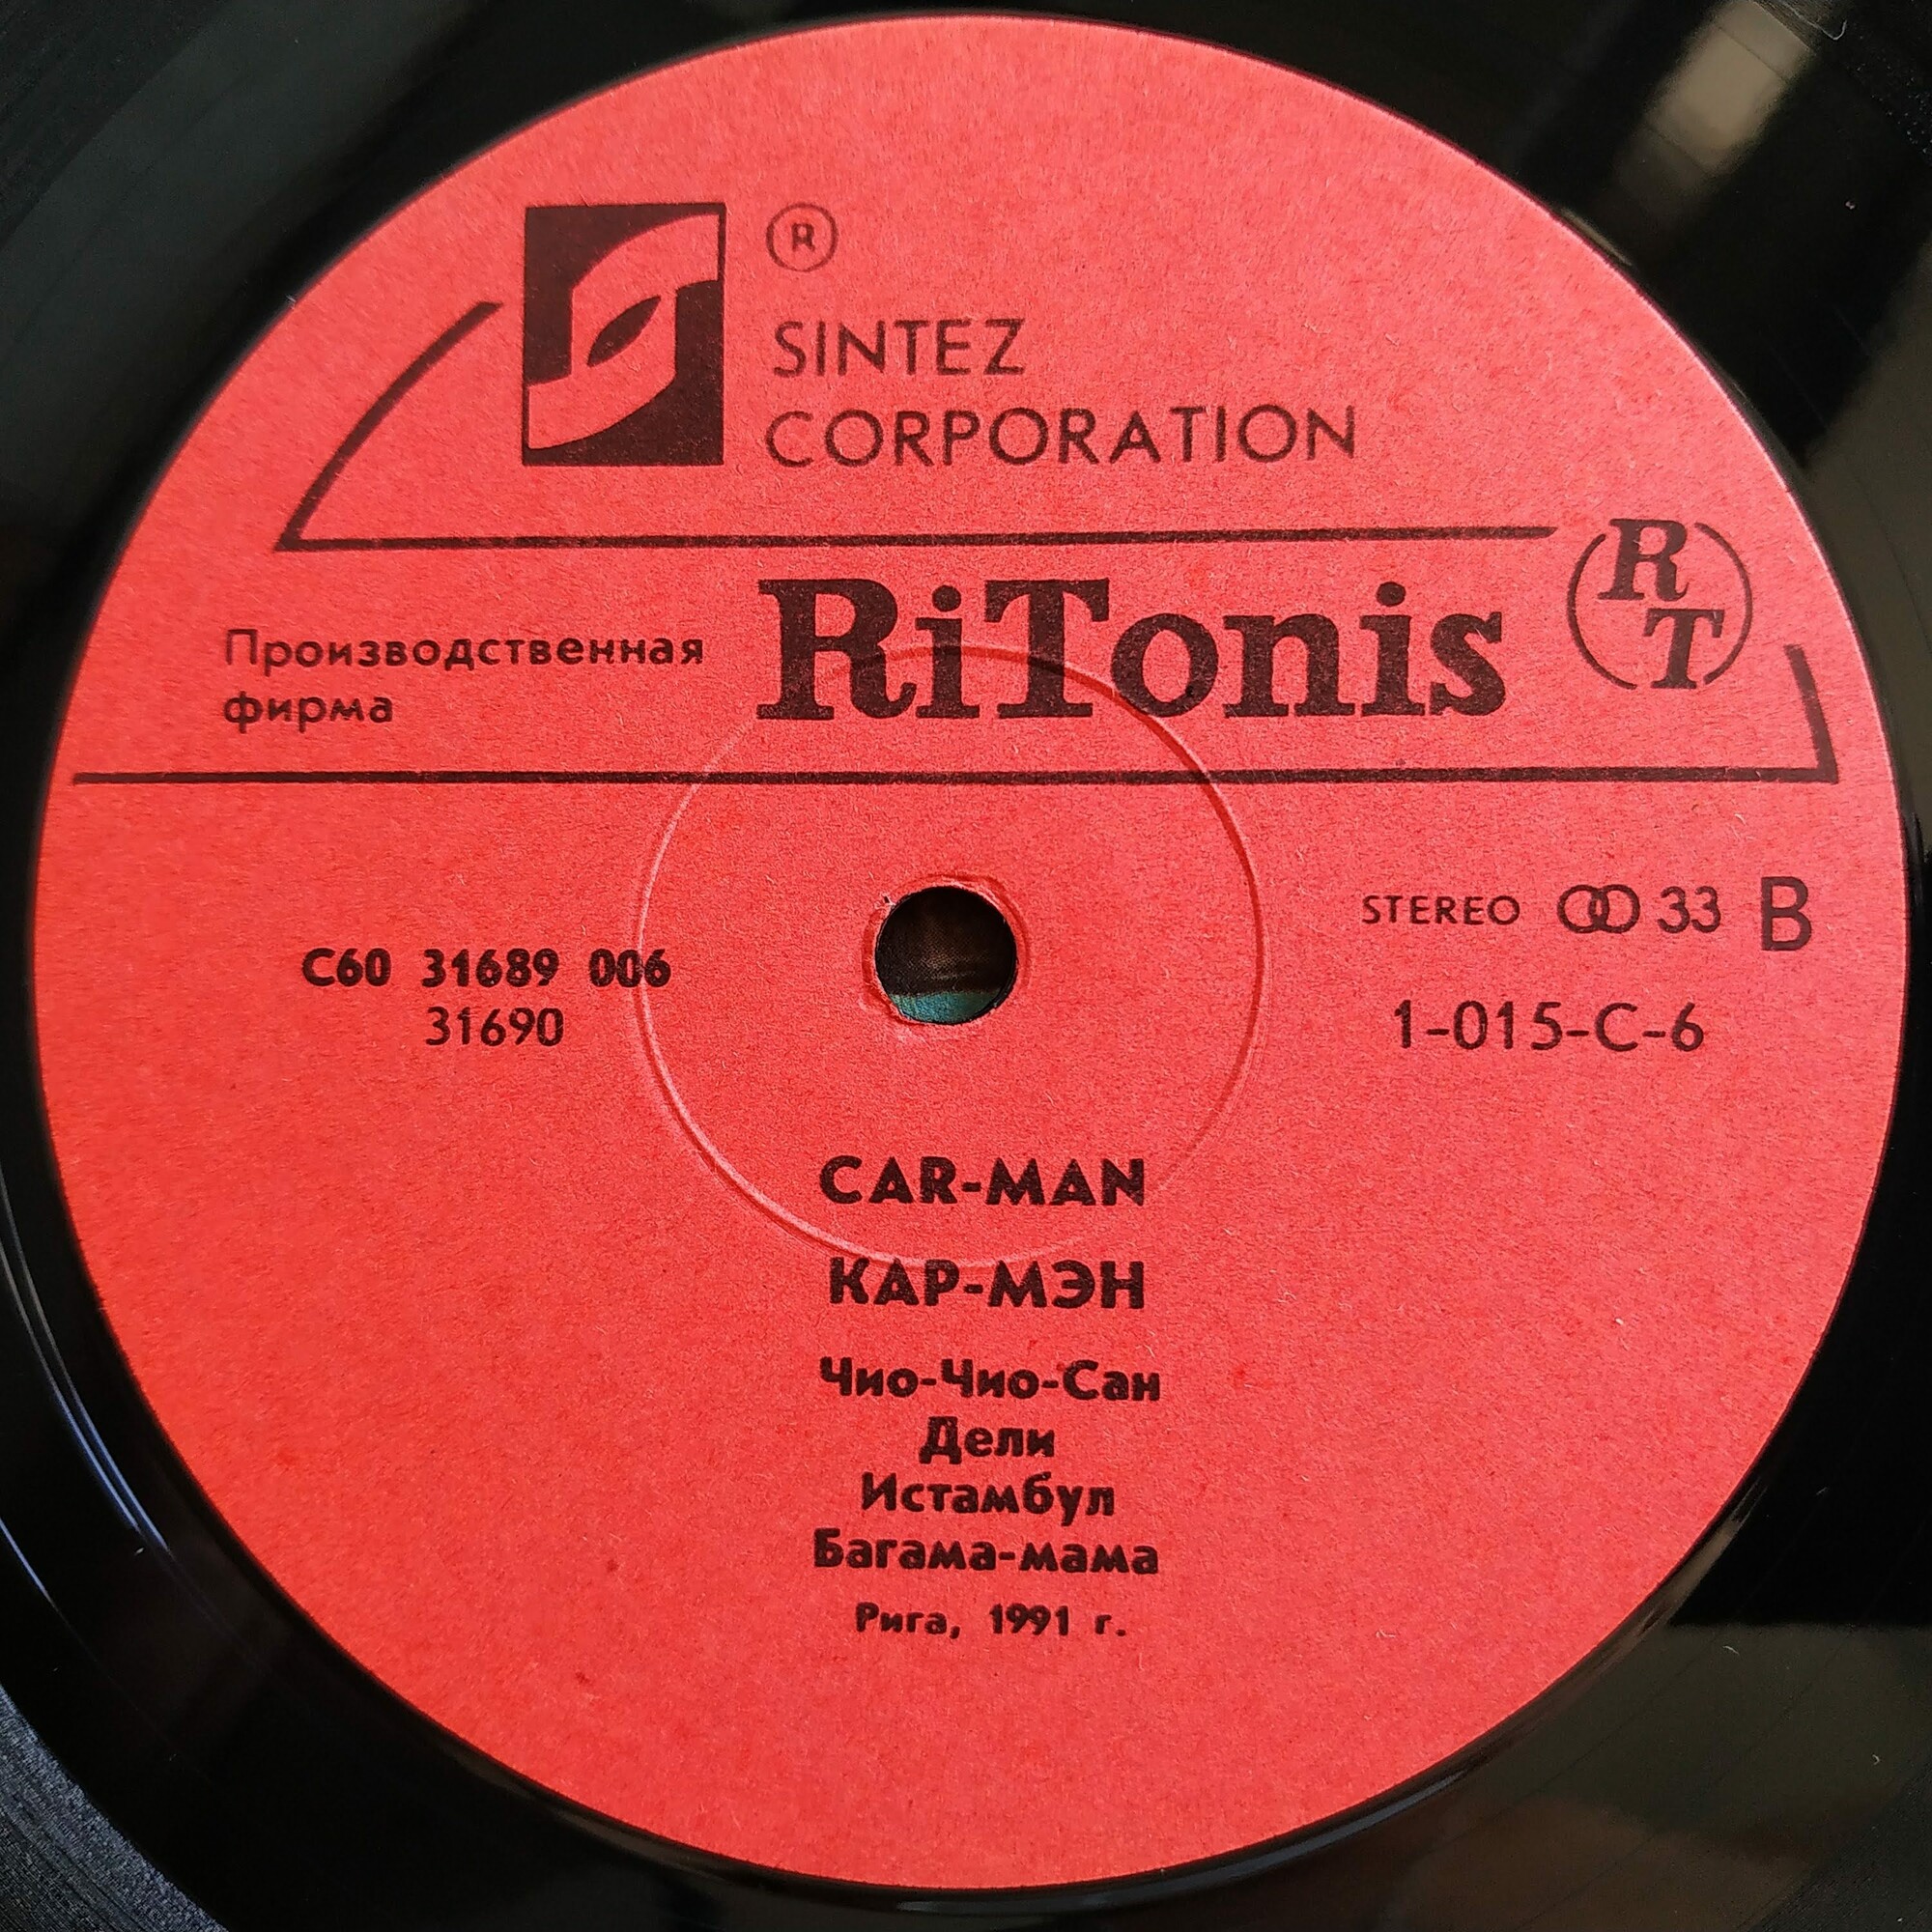 ®
SINTEZ
CORPORATION
Производственная
фирма
RiTonis
RT
STEREO 33 B
С60 31689 006
31690
1-015-C-6
CAR-MAN
КАР-МЭН
Чио-Чио-Сан
Дели
Истамбул
Багама-мама
Рига, 1991 г.